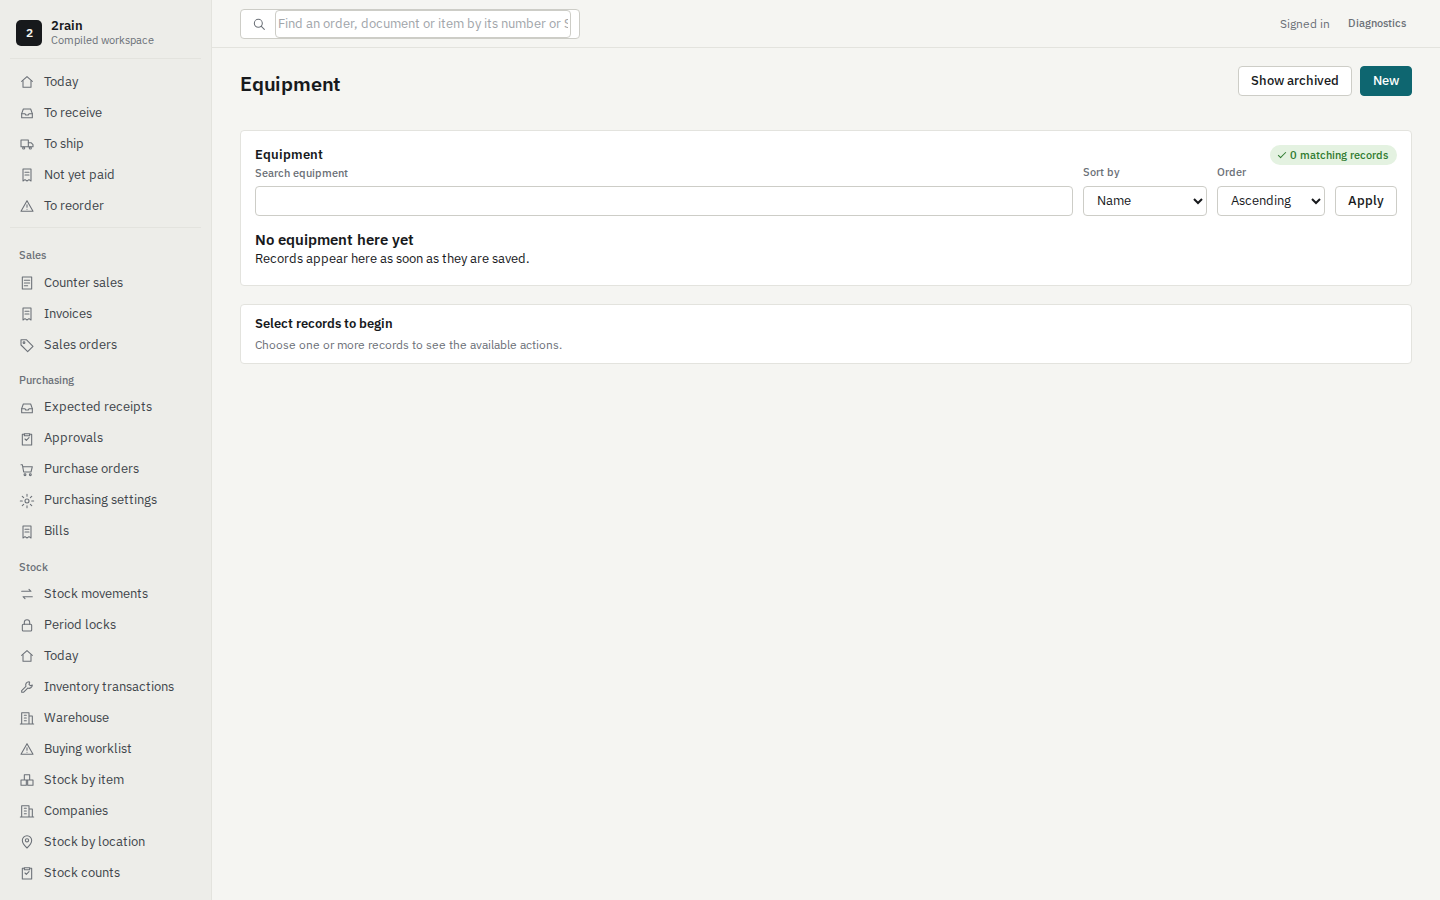 2
2rain
Compiled workspace
Today
To receive
To ship
Not yet paid
To reorder
Sales
Counter sales
Invoices
Sales orders
Purchasing
Expected receipts
Approvals
Purchase orders
Purchasing settings
Bills
Stock
Stock movements
Period locks
Today
Inventory transactions
Warehouse
Buying worklist
Stock by item
Companies
Stock by location
Stock counts
Find an order, document or item by its number or
Signed in
Diagnostics
Equipment
Show archived
New
Equipment
0 matching records
Search equipment
Sort by
Order
Name
Ascending
Apply
No equipment here yet
Records appear here as soon as they are saved.
Select records to begin
Choose one or more records to see the available actions.